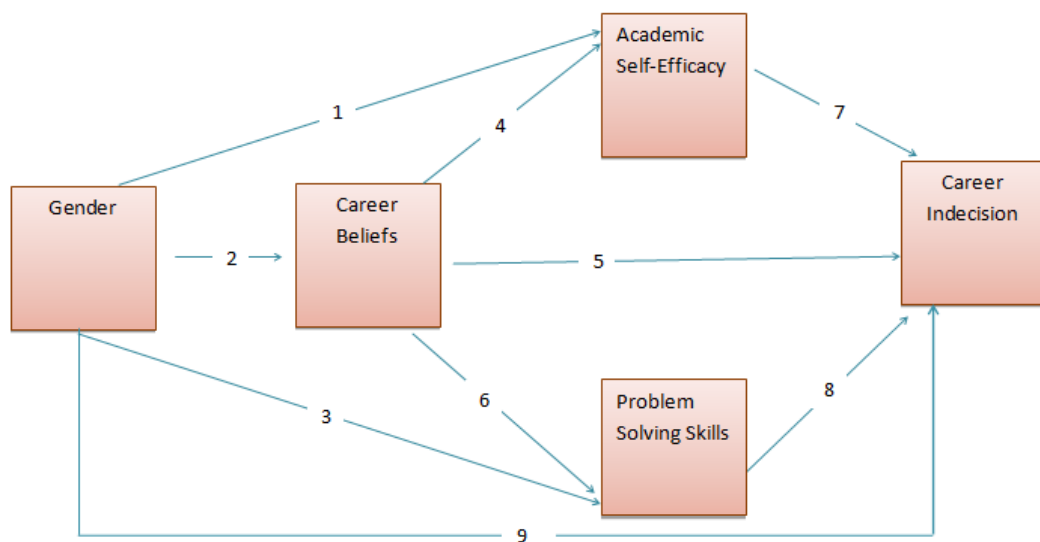 Academic
Self-Efficacy
1
4
7
Gender
Career
Beliefs
Career
Indecision
2
5
3
6
Problem
Solving Skills
8
9